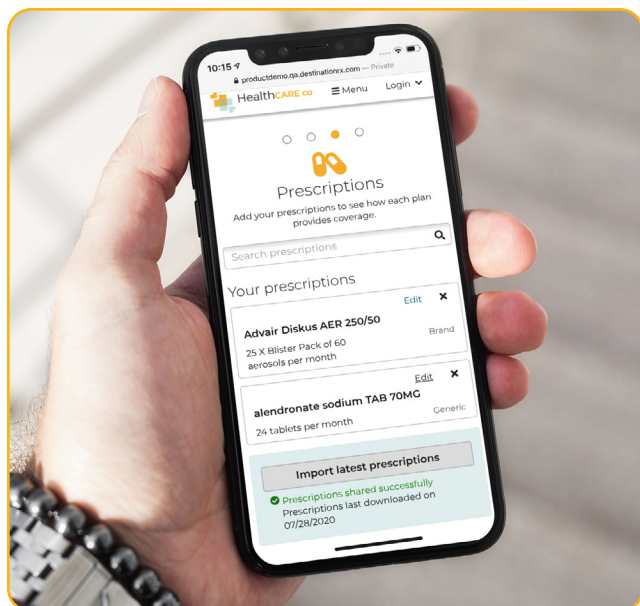 10:15
productdemo.qa.destinationrx.com — Private
HealthCARE co Menu Login
Prescriptions
Add your prescriptions to see how each plan
provides coverage.
Search prescriptions
Your prescriptions
Edit
Advair Diskus AER 250/50
25 X Blister Pack of 60
aerosols per month
Brand
Edit
alendronate sodium TAB 70MG
24 tablets per month
Generic
Import latest prescriptions
Prescriptions shared successfully
Prescriptions last downloaded on
07/28/2020